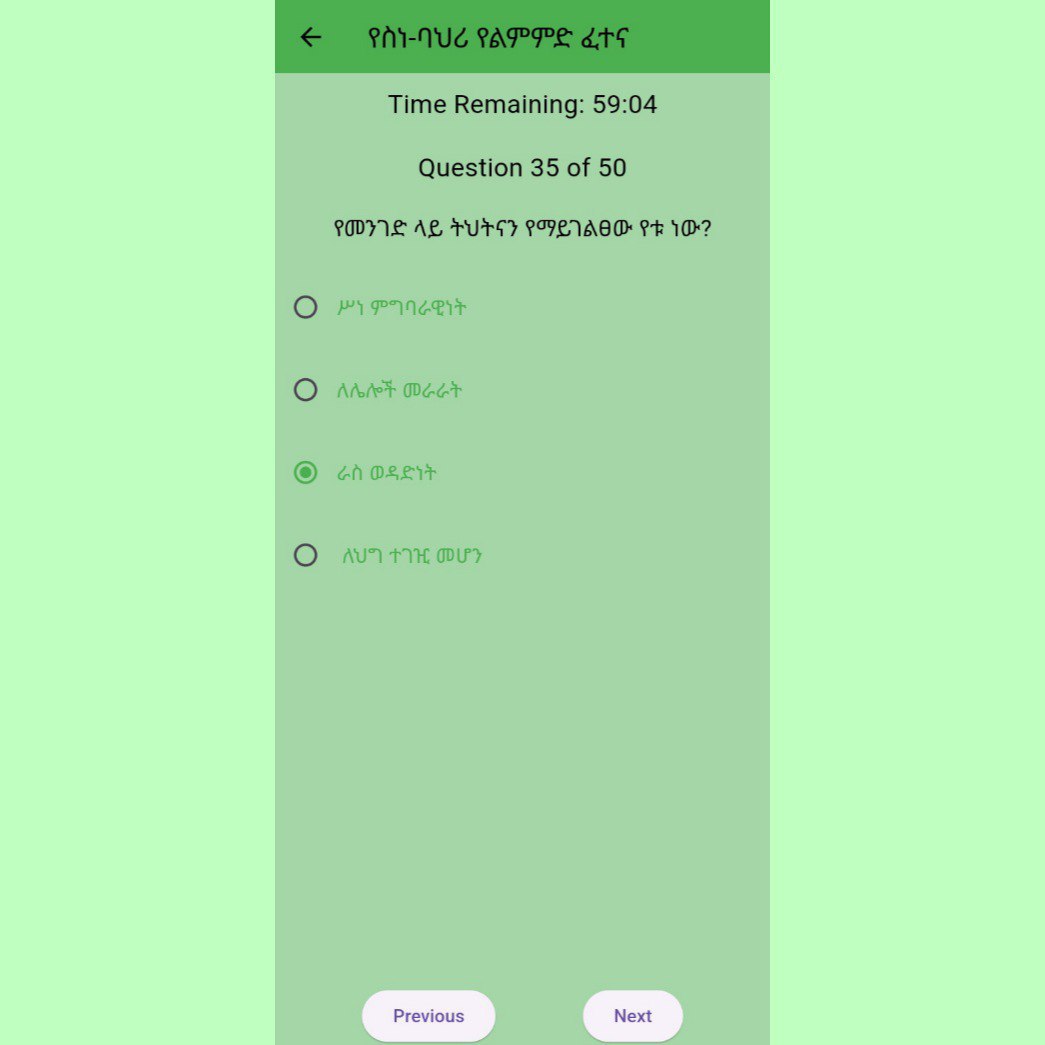 የስነ-ባህሪ የልምምድ ፈተና
Time Remaining: 59:04
Question 35 of 50
የመንገድ ላይ ትህትናን የማይገልፀው የቱ ነው?
ሥነ ምግባራዊነት
ለሌሎች መራራት
ራስ ወዳድነት
ለህግ ተገዢ መሆን
Previous
Next